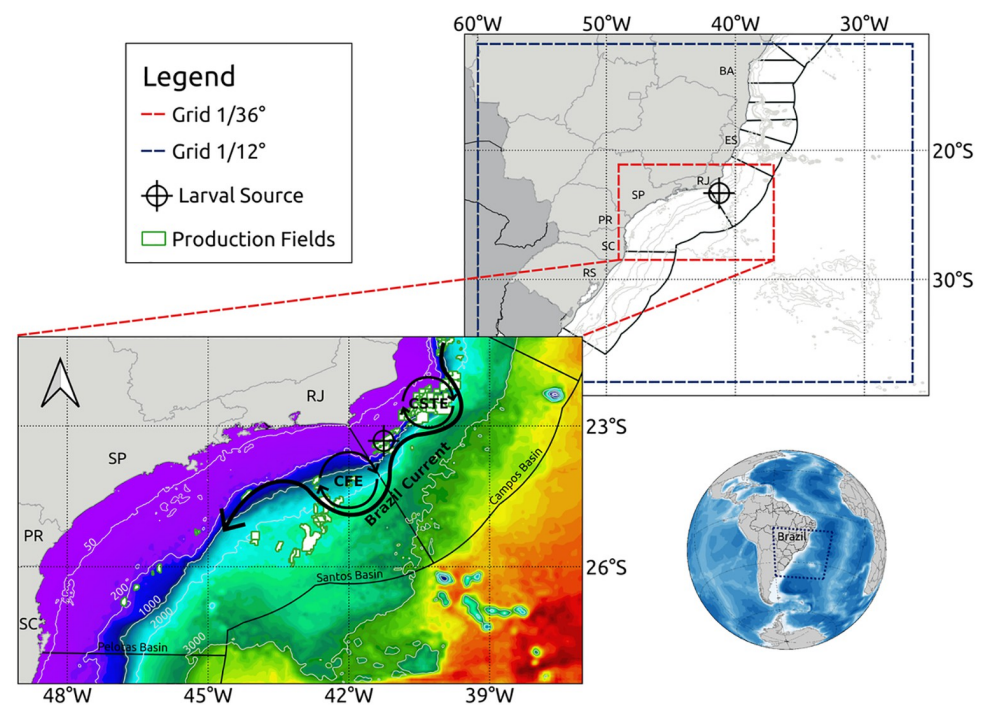 60°W 50°W 40°W 30°W
Legend
Grid 1/36°
Grid 1/12°
Larval Source
Production Fields
BA
ES
RJ
SP
PR
SC
RS
20°S
30°S
RJ
SP
PR
SC
CSTE
CFE
Brazil Current
Campos Basin
Santos Basin
Pelotas Basin
50
200
1000
2000
3000
23°S
26°S
48°W 45°W 42°W 39°W
Brazil